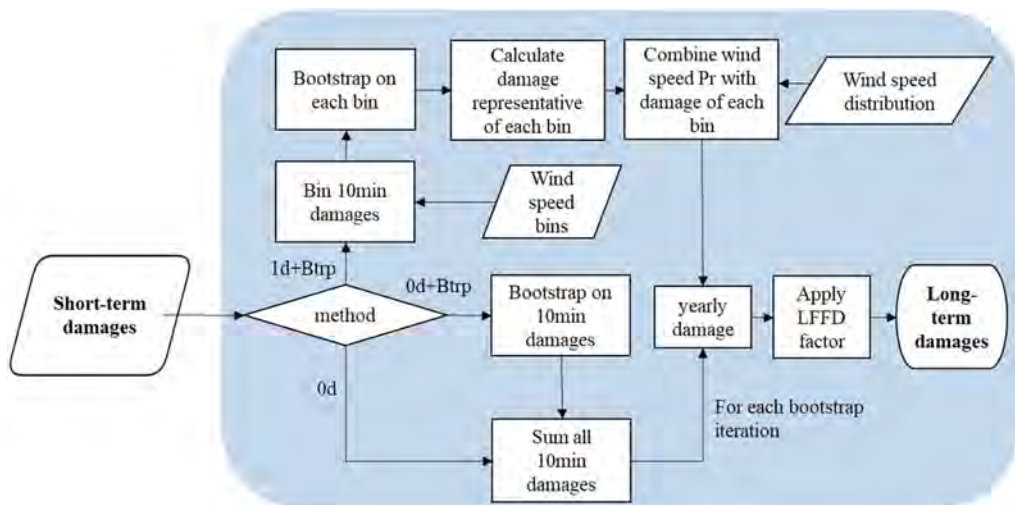 Bootstrap on
each bin
Calculate
damage
representative
of each bin
Combine wind
speed Pr with
damage of each
bin
Wind speed
distribution
Bin 10min
damages
Wind
speed
bins
1d+Btrp
0d+Btrp
Short-term
damages
method
Bootstrap on
10min
damages
yearly
damage
Apply
LFFD
factor
Long-
term
damages
0d
For each bootstrap
iteration
Sum all
10min
damages